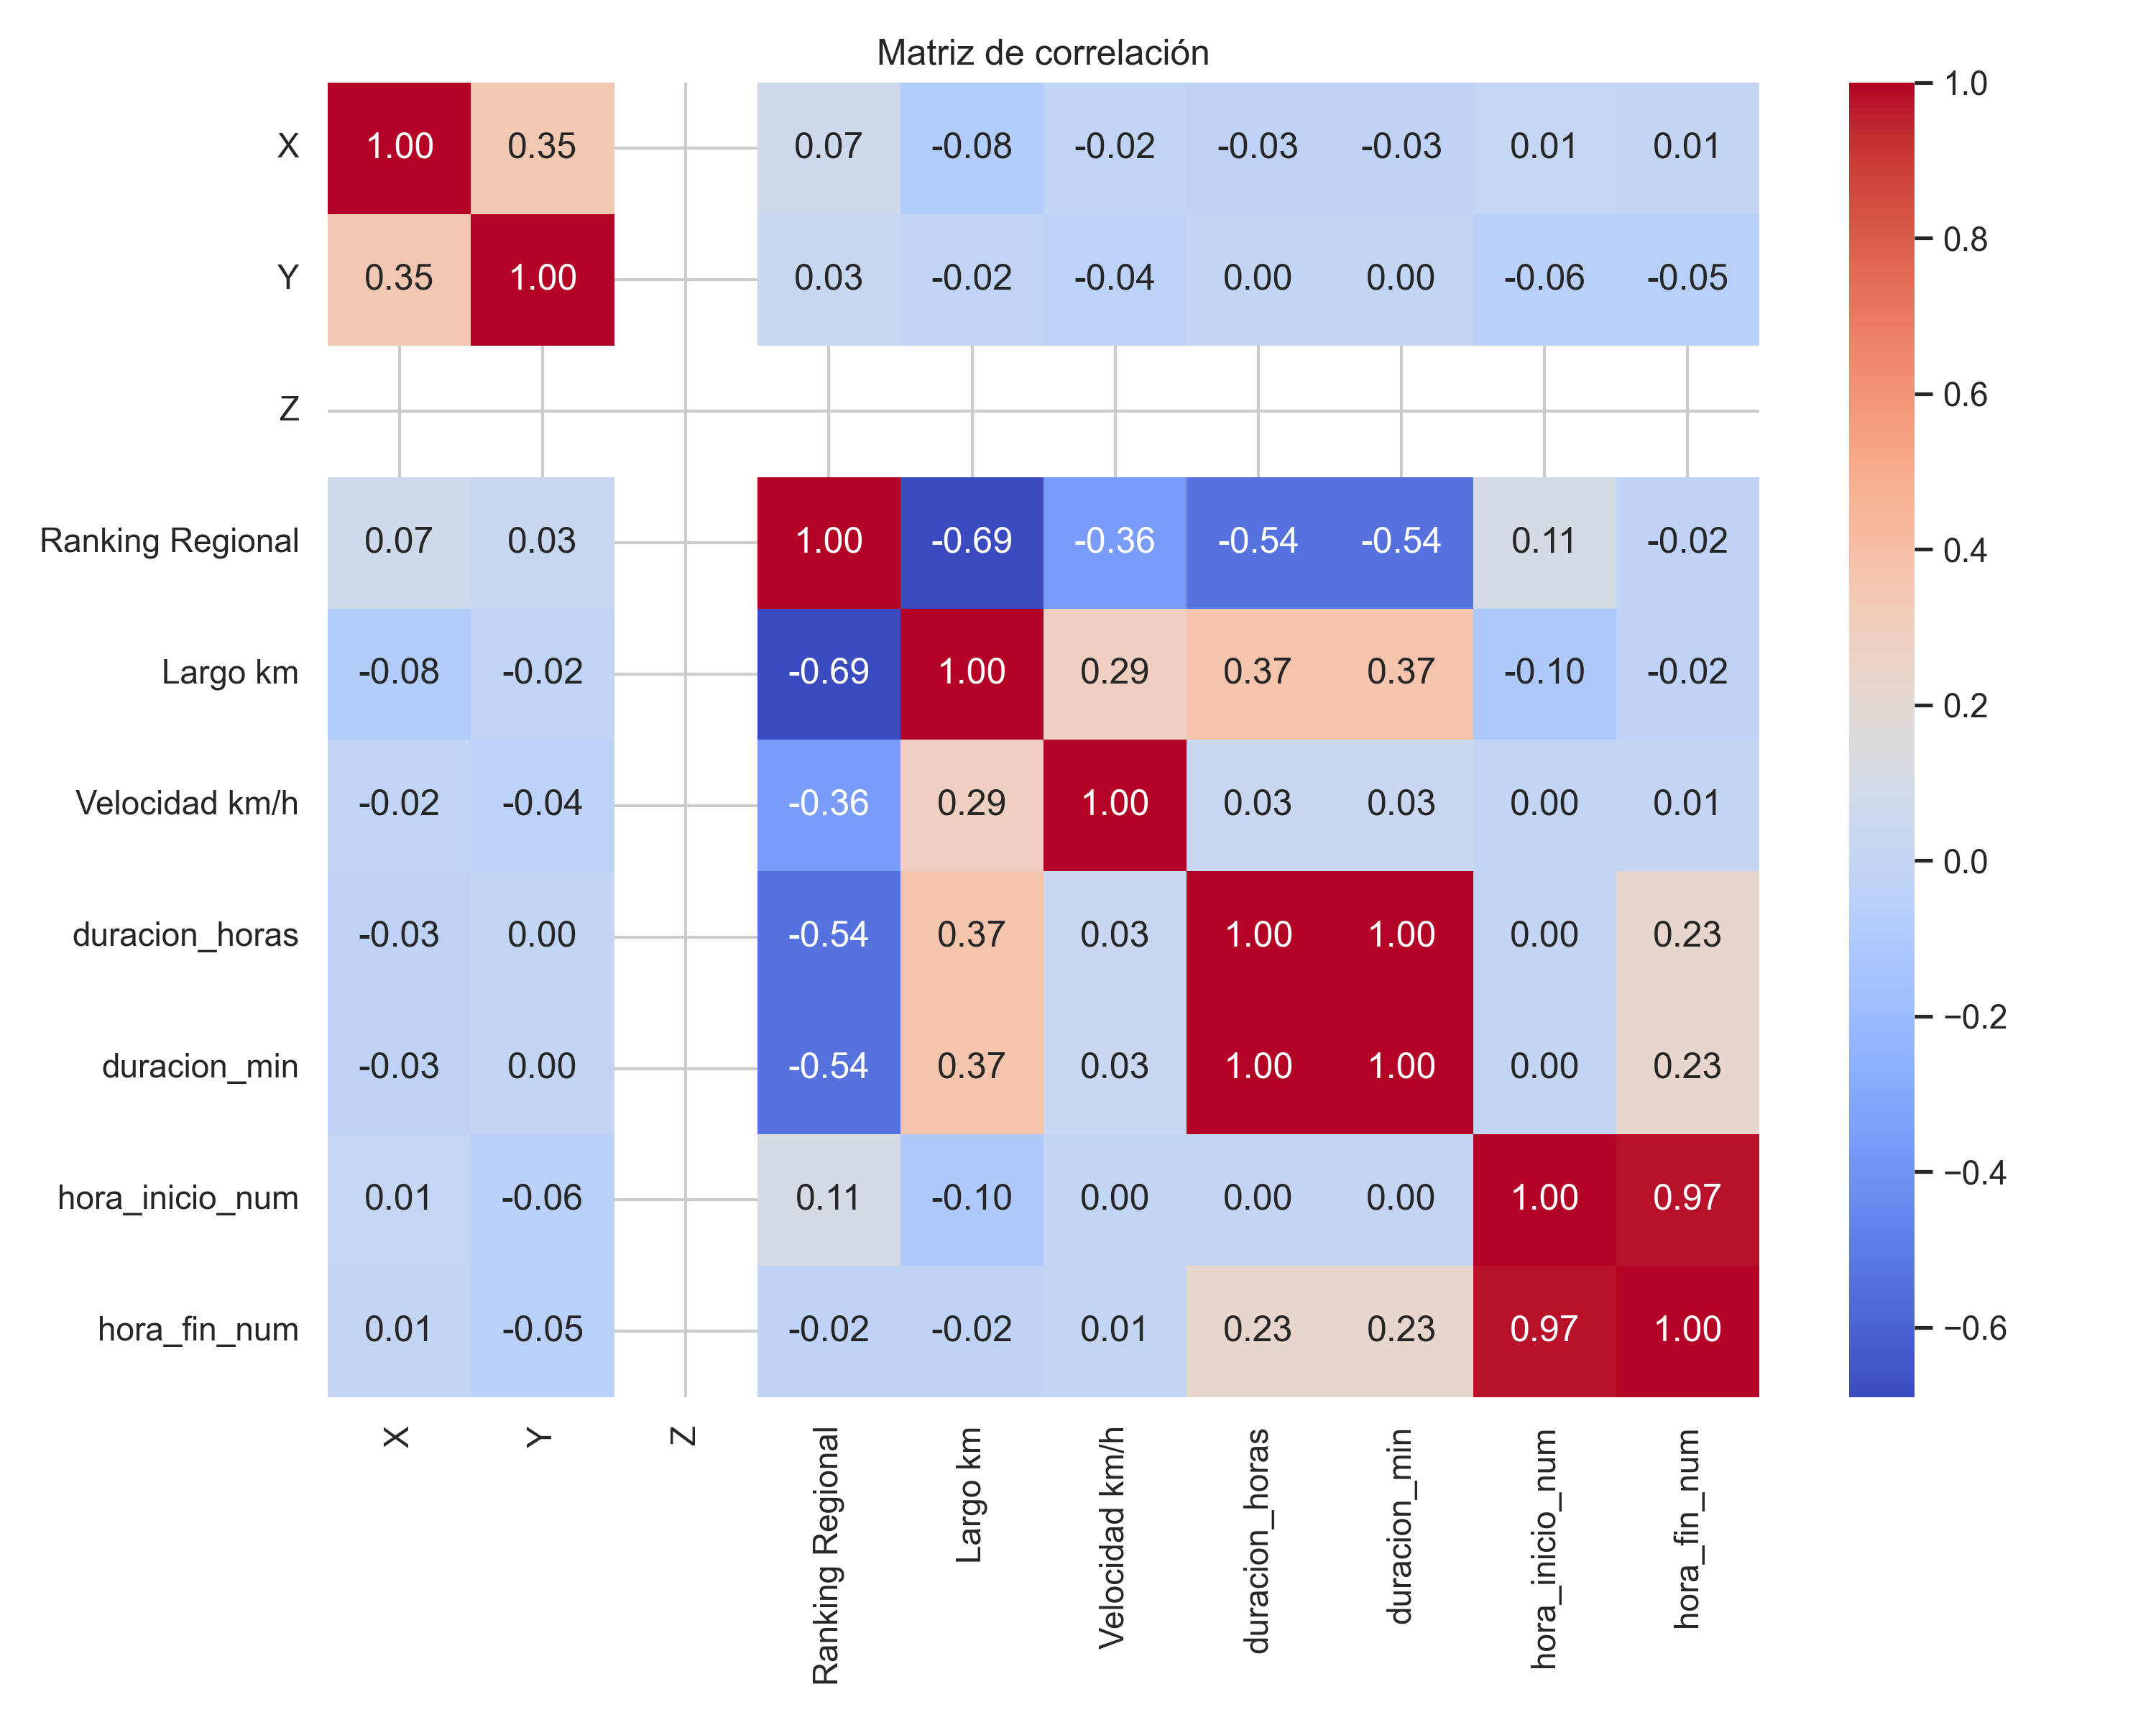 Matriz de correlación
X 1.00 0.35 0.07 -0.08 -0.02 -0.03 -0.03 0.01 0.01
Y 0.35 1.00 0.03 -0.02 -0.04 0.00 0.00 -0.06 -0.05
Z
Ranking Regional 0.07 0.03 1.00 -0.69 -0.36 -0.54 -0.54 0.11 -0.02
Largo km -0.08 -0.02 -0.69 1.00 0.29 0.37 0.37 -0.10 -0.02
Velocidad km/h -0.02 -0.04 -0.36 0.29 1.00 0.03 0.03 0.00 0.01
duracion_horas -0.03 0.00 -0.54 0.37 0.03 1.00 1.00 0.00 0.23
duracion_min -0.03 0.00 -0.54 0.37 0.03 1.00 1.00 0.00 0.23
hora_inicio_num 0.01 -0.06 0.11 -0.10 0.00 0.00 0.00 1.00 0.97
hora_fin_num 0.01 -0.05 -0.02 -0.02 0.01 0.23 0.23 0.97 1.00
X
Y
Z
Ranking Regional
Largo km
Velocidad km/h
duracion_horas
duracion_min
hora_inicio_num
hora_fin_num
1.0
0.8
0.6
0.4
0.2
0.0
−0.2
−0.4
−0.6